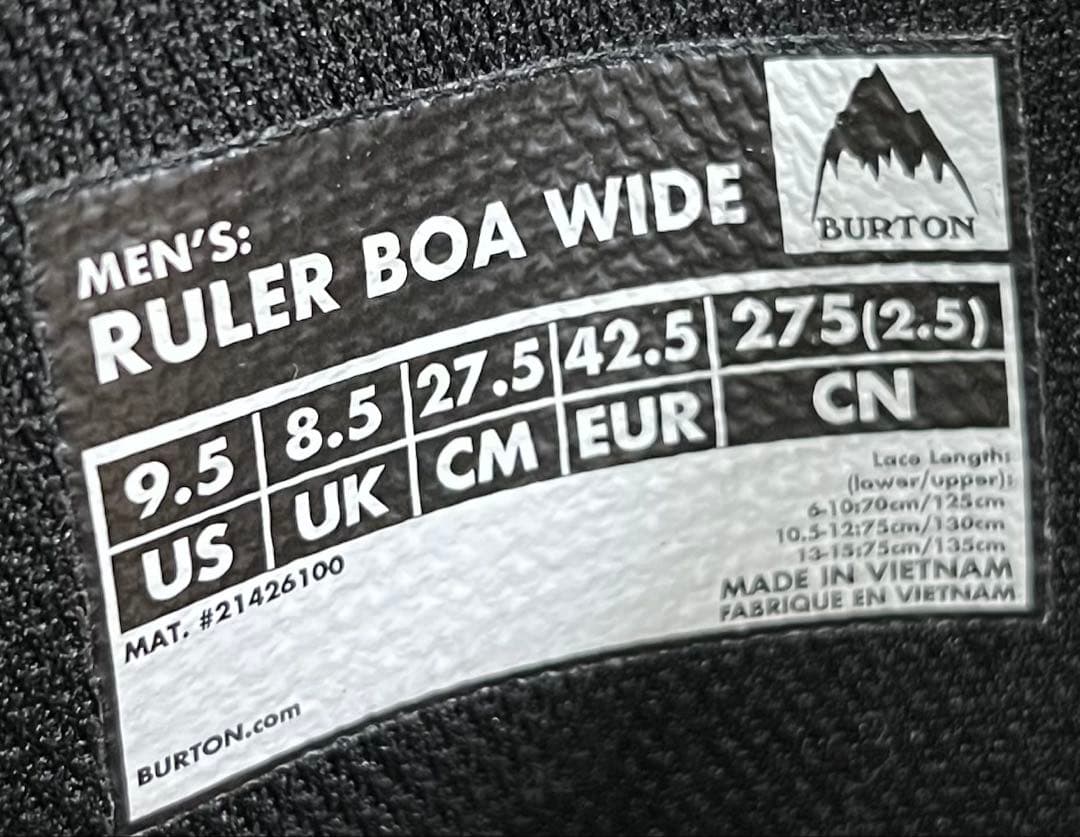 MEN'S:
RULER BOA WIDE
BURTON
9.5 8.5 27.5 42.5 275(2.5)
US UK CM EUR CN
MAT. #21426100
Lace Length:
(lower/upper):
6-10:70cm/125cm
10.5-12:75cm/130cm
13-15:75cm/135cm
MADE IN VIETNAM
FABRIQUE EN VIETNAM
BURTON.com